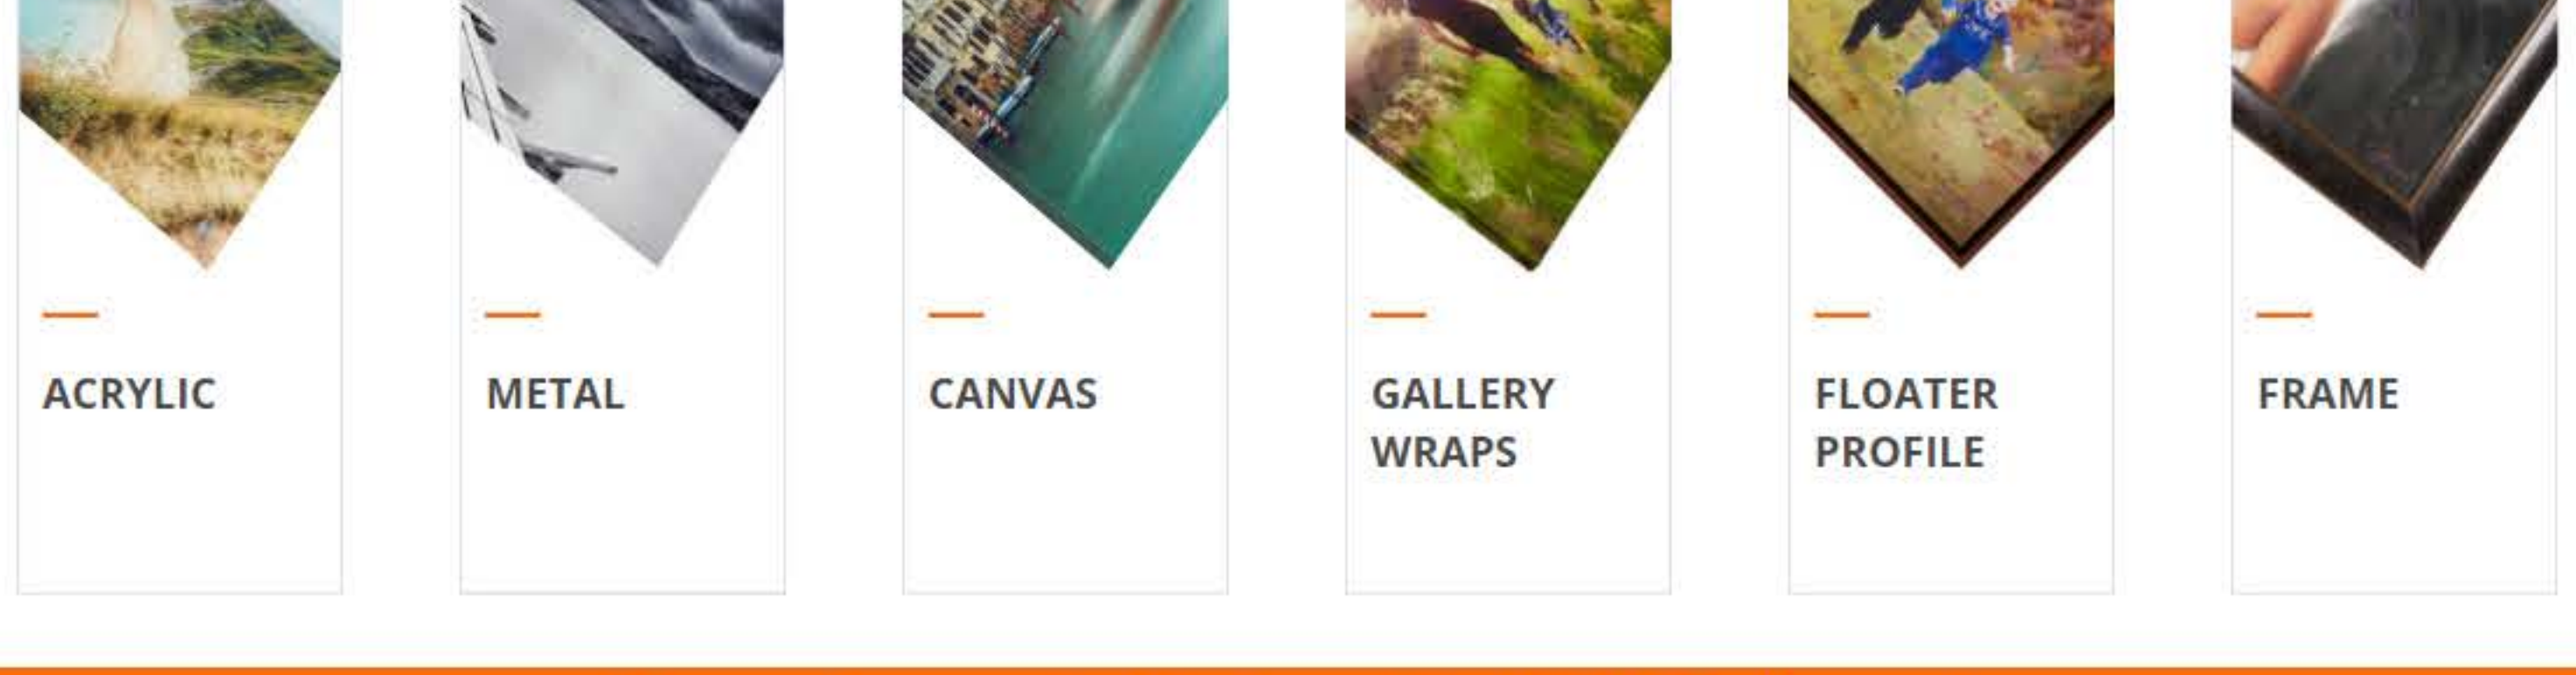 ACRYLIC
METAL
CANVAS
GALLERY
WRAPS
FLOATER
PROFILE
FRAME